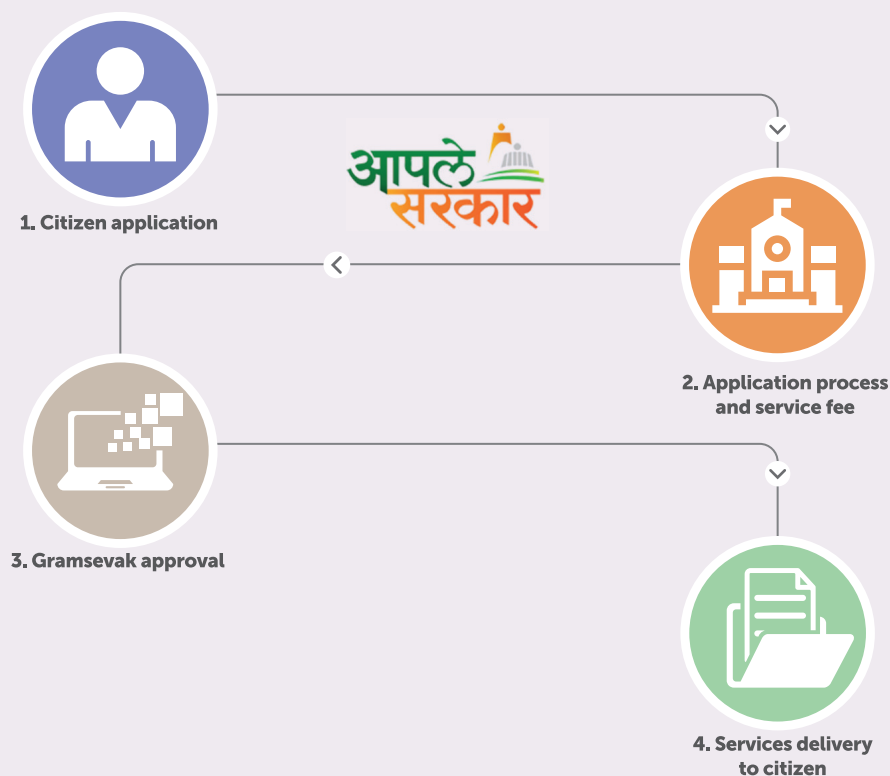 1. Citizen application
आपले
सरकार
2. Application process
and service fee
3. Gramsevak approval
4. Services delivery
to citizen